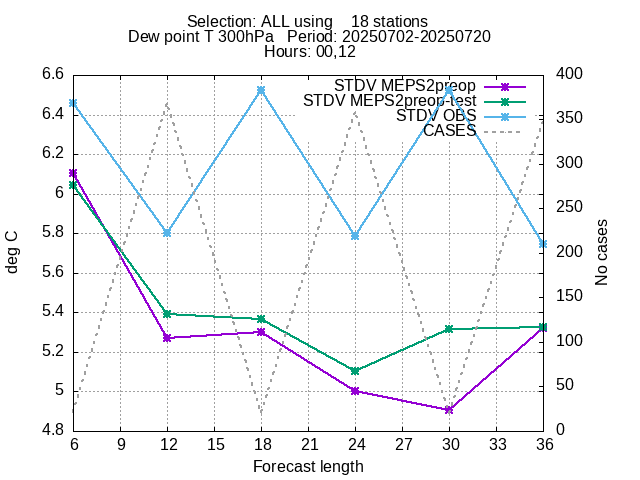 Selection: ALL using    18 stations
Dew point T 300hPa   Period: 20250702-20250720
Hours: 00,12
STDV MEPS2preop
STDV MEPS2preop-test
STDV OBS
CASES
deg C
No cases
6.6
6.4
6.2
6
5.8
5.6
5.4
5.2
5
4.8
400
350
300
250
200
150
100
50
0
6 9 12 15 18 21 24 27 30 33 36
Forecast length